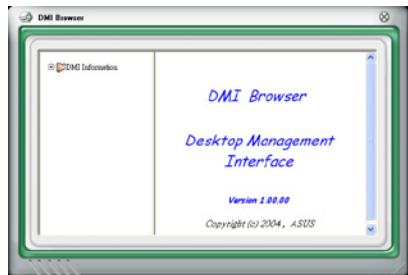 DMI Browser
DMI Information
DMI Browser
Desktop Management
Interface
Version 1.00.00
Copyright (c) 2004, ASUS